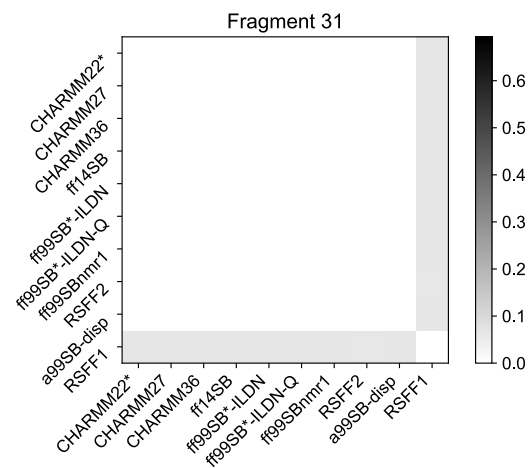 Fragment 31
CHARMM22*
CHARMM27
CHARMM36
ff14SB
ff99SB*-ILDN
ff99SB*-ILDN-Q
ff99SBnmr1
RSFF2
a99SB-disp
RSFF1
CHARMM22*
CHARMM27
CHARMM36
ff14SB
ff99SB*-ILDN
ff99SB*-ILDN-Q
ff99SBnmr1
RSFF2
a99SB-disp
RSFF1
0.6
0.5
0.4
0.3
0.2
0.1
0.0